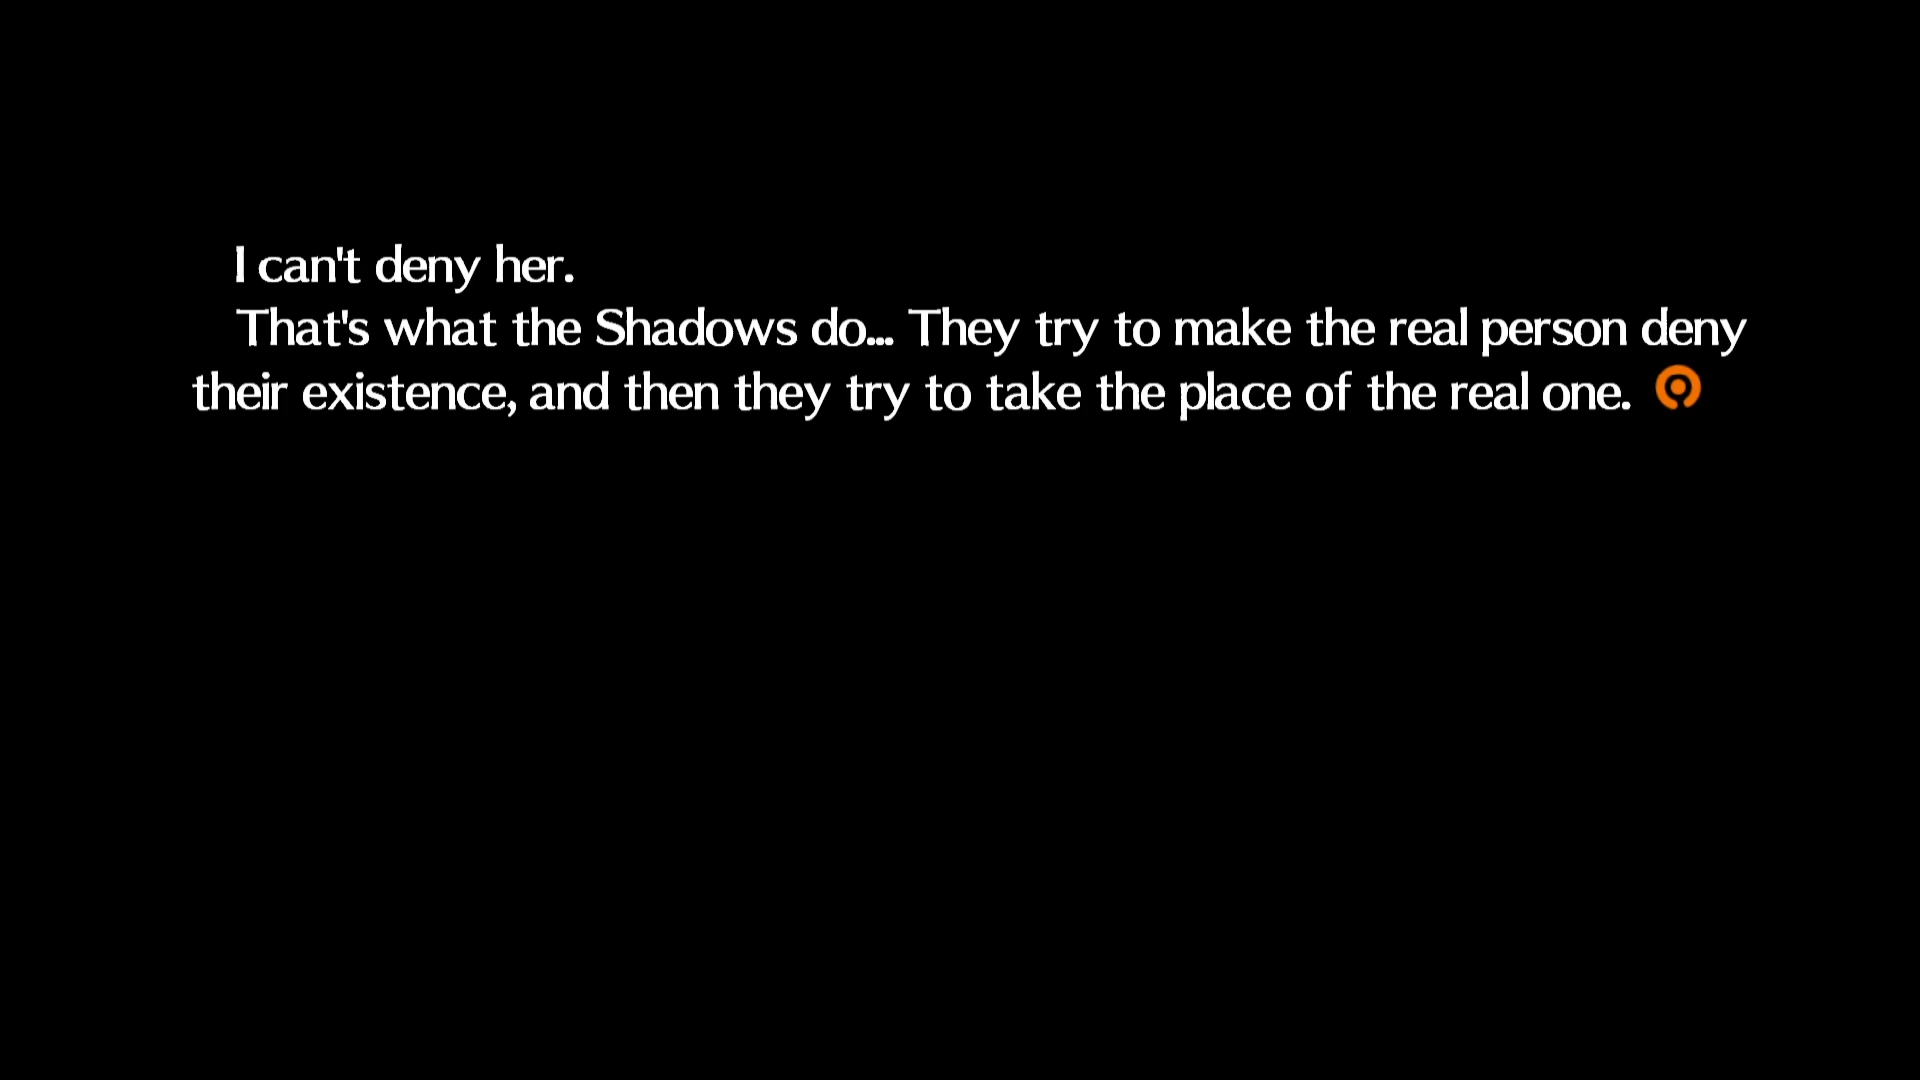 I can't deny her.
That's what the Shadows do... They try to make the real person deny
their existence, and then they try to take the place of the real one.